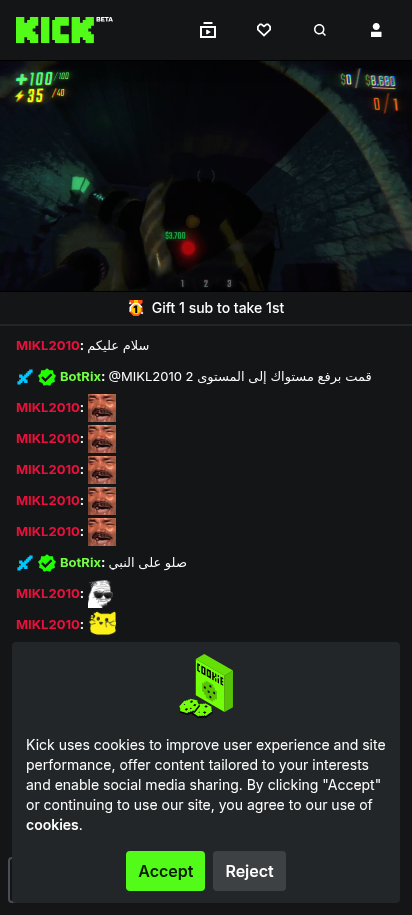 KICK BETA
+100/100
35 /40
$0 / $8.680
0 / 1
$3.700
1 2 3
Gift 1 sub to take 1st
MIKL2010: سلام عليكم
BotRix: @MIKL2010 قمت برفع مستواك إلى المستوى 2
MIKL2010:
MIKL2010:
MIKL2010:
MIKL2010:
MIKL2010:
BotRix: صلو على النبي
MIKL2010:
MIKL2010:
COOKIE
Kick uses cookies to improve user experience and site
performance, offer content tailored to your interests
and enable social media sharing. By clicking "Accept"
or continuing to use our site, you agree to our use of
cookies.
Accept Reject